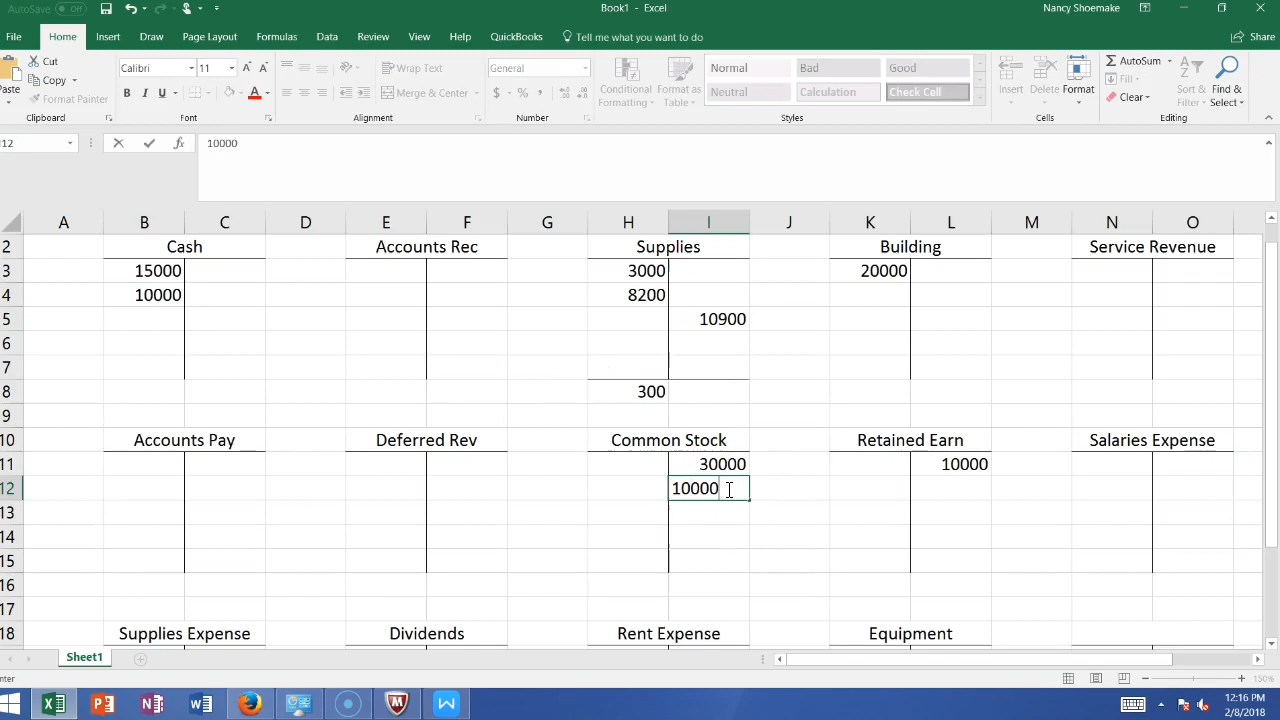 AutoSave Off Book1 - Excel Nancy Shoemake
File Home Insert Draw Page Layout Formulas Data Review View Help QuickBooks Tell me what you want to do Share
Cut
Copy
Format Painter
Paste
Clipboard
Calibri 11
B I U A
Font
Wrap Text
Merge & Center
Alignment
General
$ % ,
Number
Conditional Formatting
Format as Table
Normal Bad Good
Neutral Calculation Check Cell
Styles
Insert Delete Format
Cells
AutoSum
Fill
Clear
Sort & Filter
Find & Select
Editing
12 fx 10000
A B C D E F G H I J K L M N O
2 Cash Accounts Rec Supplies Building Service Revenue
3 15000 3000 20000
4 10000 8200
5 10900
6
7
8 300
9
10 Accounts Pay Deferred Rev Common Stock Retained Earn Salaries Expense
11 30000 10000
12 10000
13
14
15
16
17
18 Supplies Expense Dividends Rent Expense Equipment
Sheet1
nter 150%
12:16 PM
2/8/2018